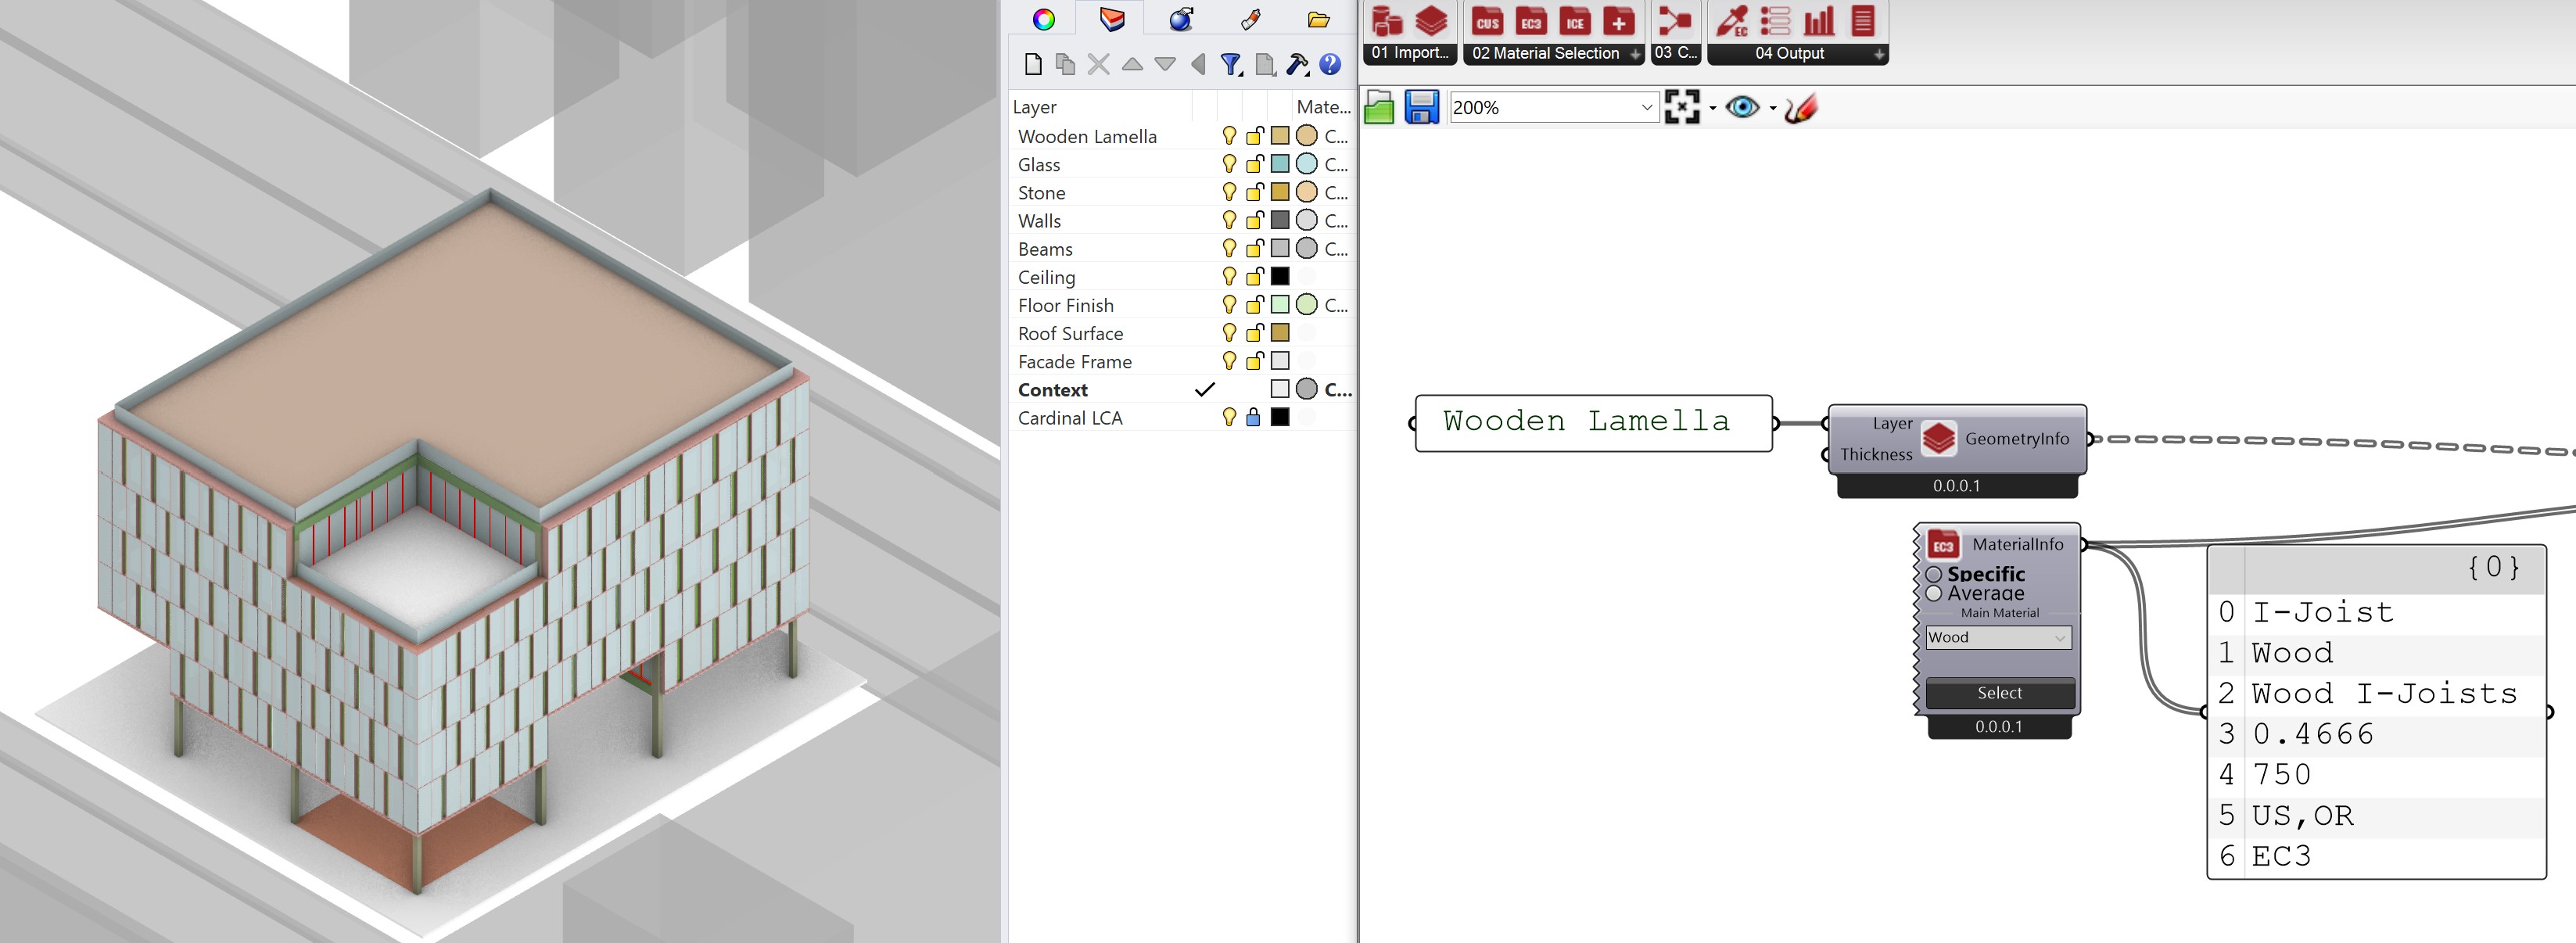 Layer
Mate...
Wooden Lamella
C...
Glass
C...
Stone
C...
Walls
C...
Beams
C...
Ceiling
Floor Finish
C...
Roof Surface
Facade Frame
Context
C...
Cardinal LCA
CUS
EC3
ICE
EC
01 Import...
02 Material Selection
03 C...
04 Output
200%
Wooden Lamella
Layer
Thickness
GeometryInfo
0.0.0.1
EC3
MaterialInfo
Specific
Average
Main Material
Wood
Select
0.0.0.1
{0}
0 I-Joist
1 Wood
2 Wood I-Joists
3 0.4666
4 750
5 US,OR
6 EC3